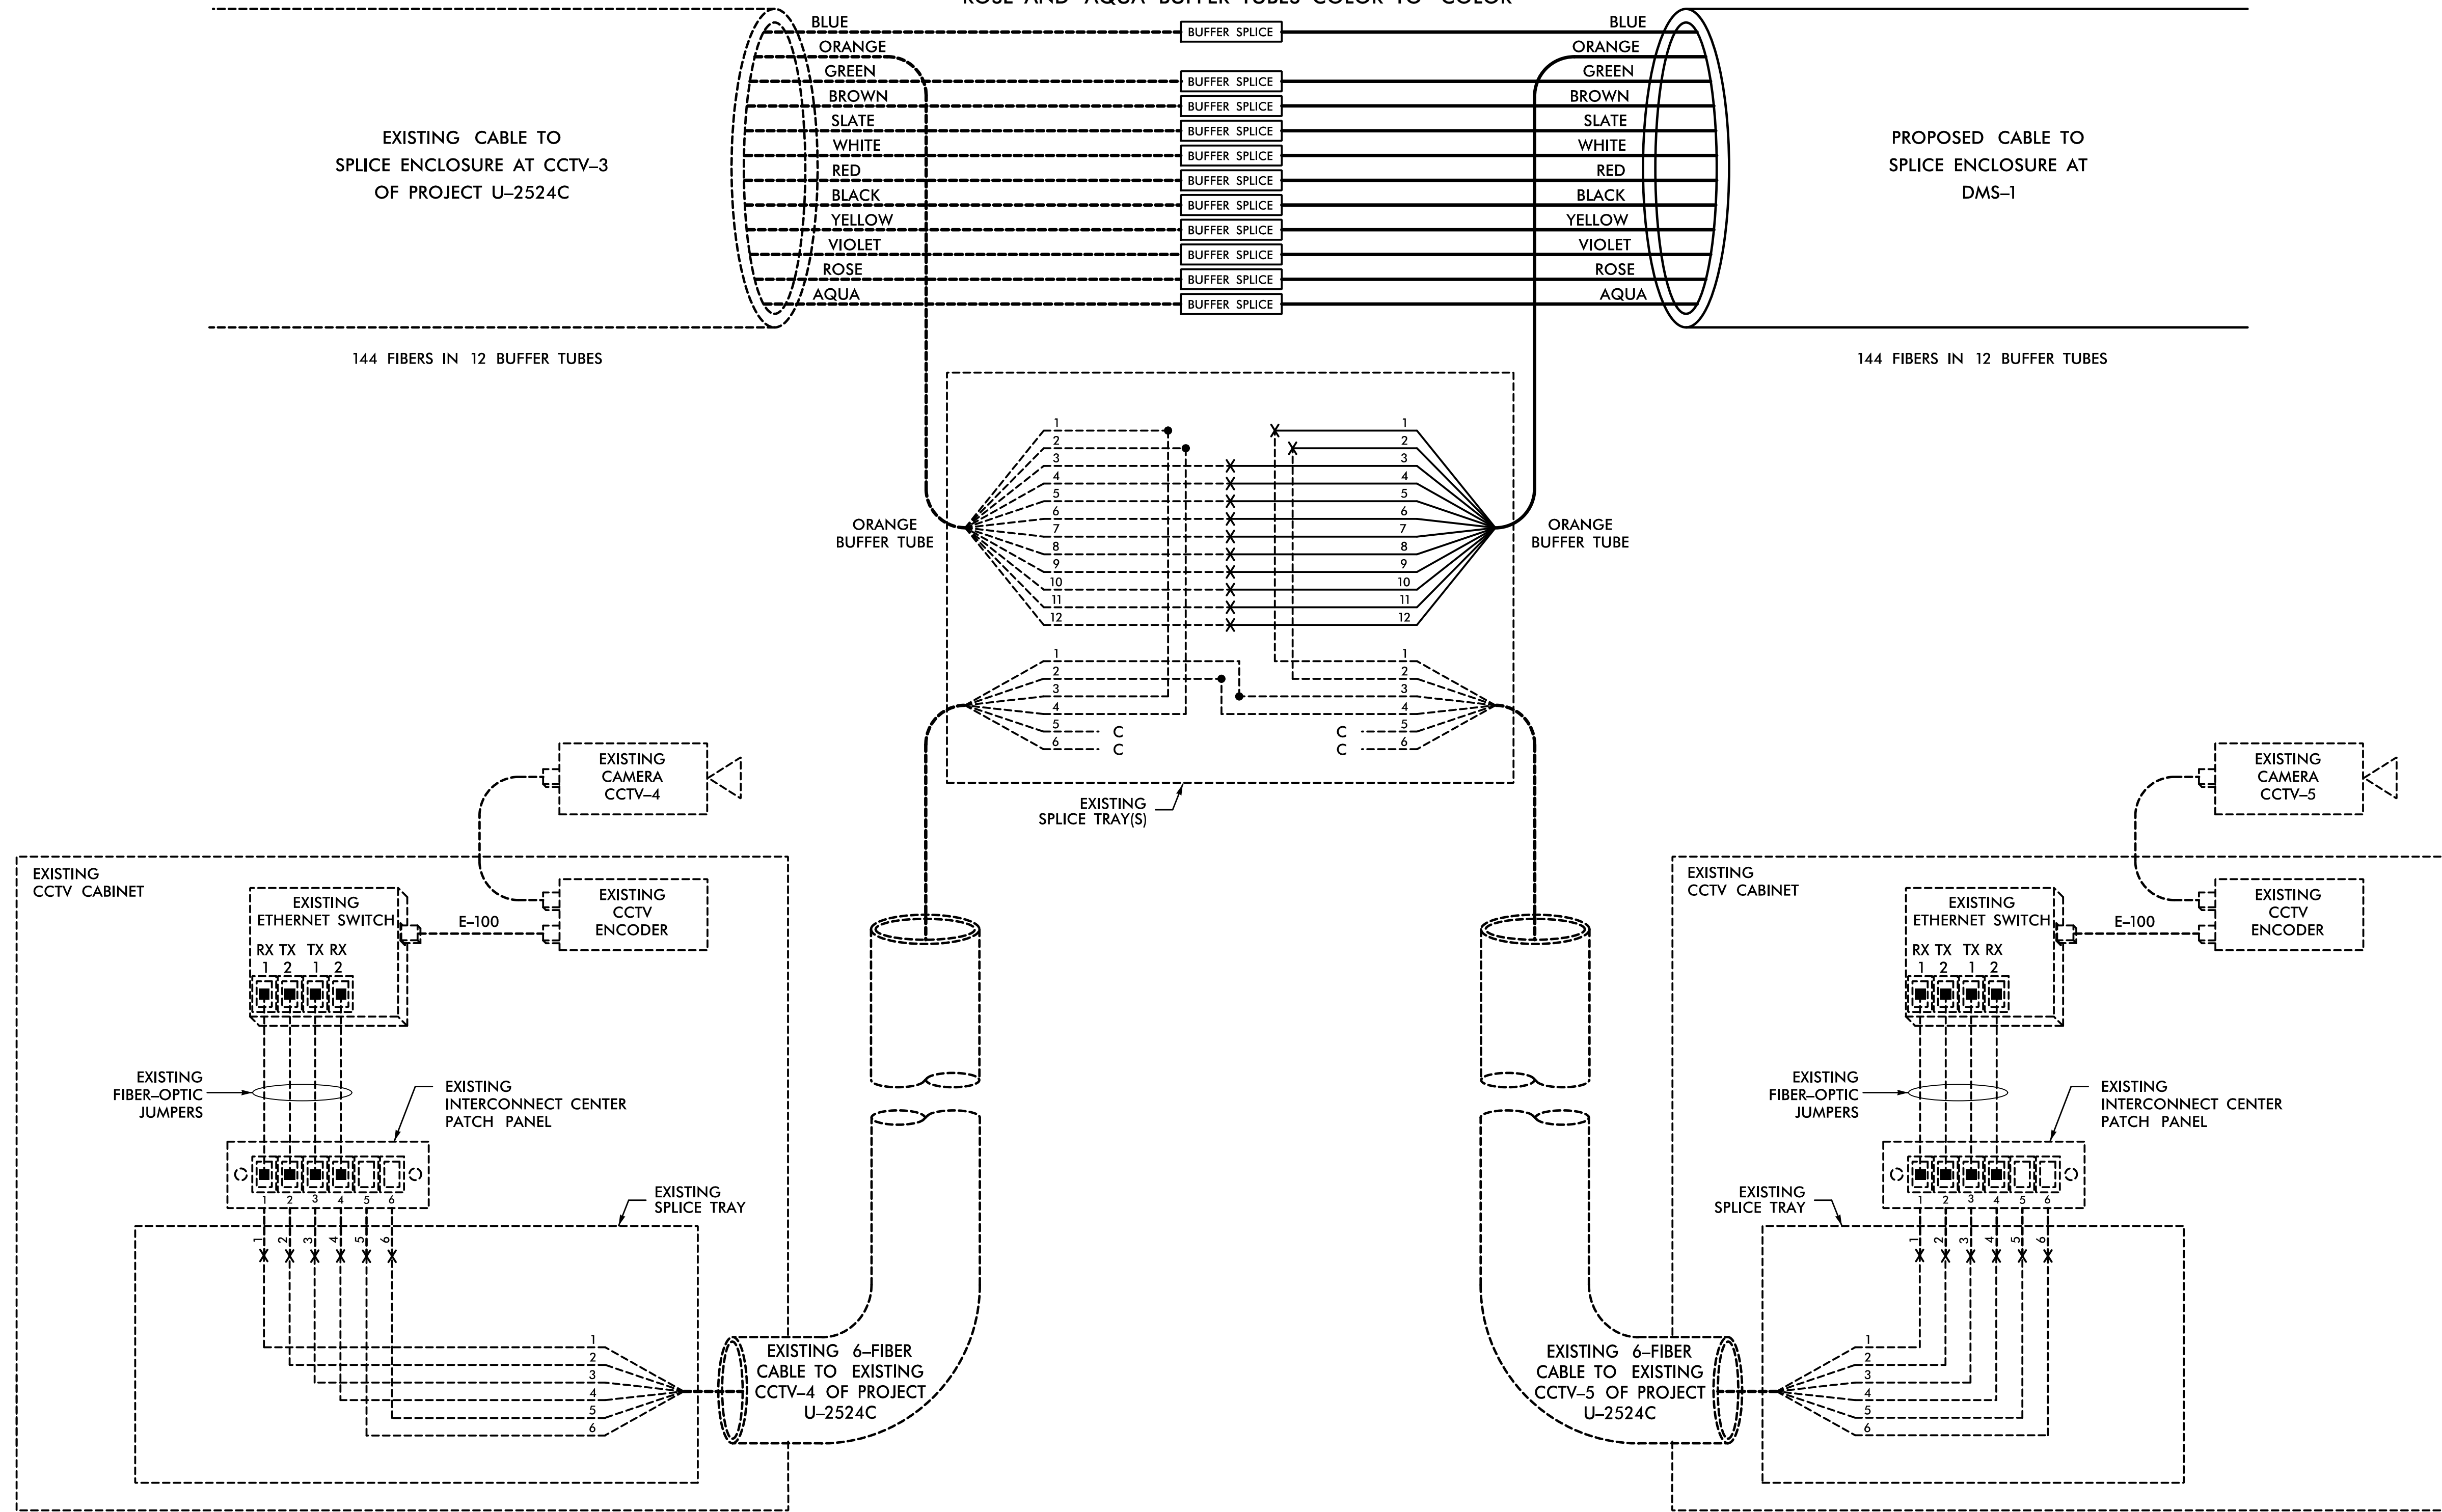 ROSE AND AQUA BUFFER TUBES COLOR TO COLOR
BLUE BUFFER SPLICE BLUE
ORANGE ORANGE
GREEN BUFFER SPLICE GREEN
BROWN BUFFER SPLICE BROWN
SLATE BUFFER SPLICE SLATE
WHITE BUFFER SPLICE WHITE
RED BUFFER SPLICE RED
BLACK BUFFER SPLICE BLACK
YELLOW BUFFER SPLICE YELLOW
VIOLET BUFFER SPLICE VIOLET
ROSE BUFFER SPLICE ROSE
AQUA BUFFER SPLICE AQUA
EXISTING CABLE TO
SPLICE ENCLOSURE AT CCTV-3
OF PROJECT U-2524C
PROPOSED CABLE TO
SPLICE ENCLOSURE AT
DMS-1
144 FIBERS IN 12 BUFFER TUBES
144 FIBERS IN 12 BUFFER TUBES
1 1
2 2
3 3
4 4
5 5
6 6
7 7
8 8
9 9
10 10
11 11
12 12
ORANGE
BUFFER TUBE
ORANGE
BUFFER TUBE
1 1
2 2
3 3
4 4
5 C C 5
6 C C 6
EXISTING
SPLICE TRAY(S)
EXISTING
CAMERA
CCTV-4
EXISTING
CCTV CABINET
EXISTING
ETHERNET SWITCH
RX TX TX RX
1 2 1 2
E-100
EXISTING
CCTV
ENCODER
EXISTING
FIBER-OPTIC
JUMPERS
EXISTING
INTERCONNECT CENTER
PATCH PANEL
1 2 3 4 5 6
EXISTING
SPLICE TRAY
1 2 3 4 5 6
1
2
3
4
5
6
EXISTING 6-FIBER
CABLE TO EXISTING
CCTV-4 OF PROJECT
U-2524C
EXISTING
CAMERA
CCTV-5
EXISTING
CCTV CABINET
EXISTING
ETHERNET SWITCH
RX TX TX RX
1 2 1 2
E-100
EXISTING
CCTV
ENCODER
EXISTING
FIBER-OPTIC
JUMPERS
EXISTING
INTERCONNECT CENTER
PATCH PANEL
1 2 3 4 5 6
EXISTING
SPLICE TRAY
1 2 3 4 5 6
1
2
3
4
5
6
EXISTING 6-FIBER
CABLE TO EXISTING
CCTV-5 OF PROJECT
U-2524C